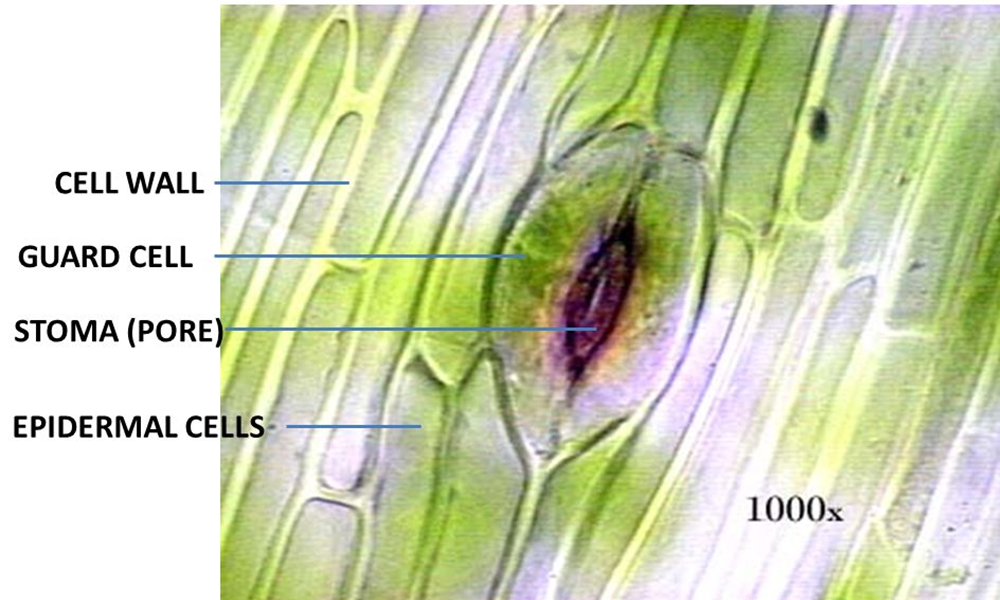 CELL WALL
GUARD CELL
STOMA (PORE)
EPIDERMAL CELLS
1000x